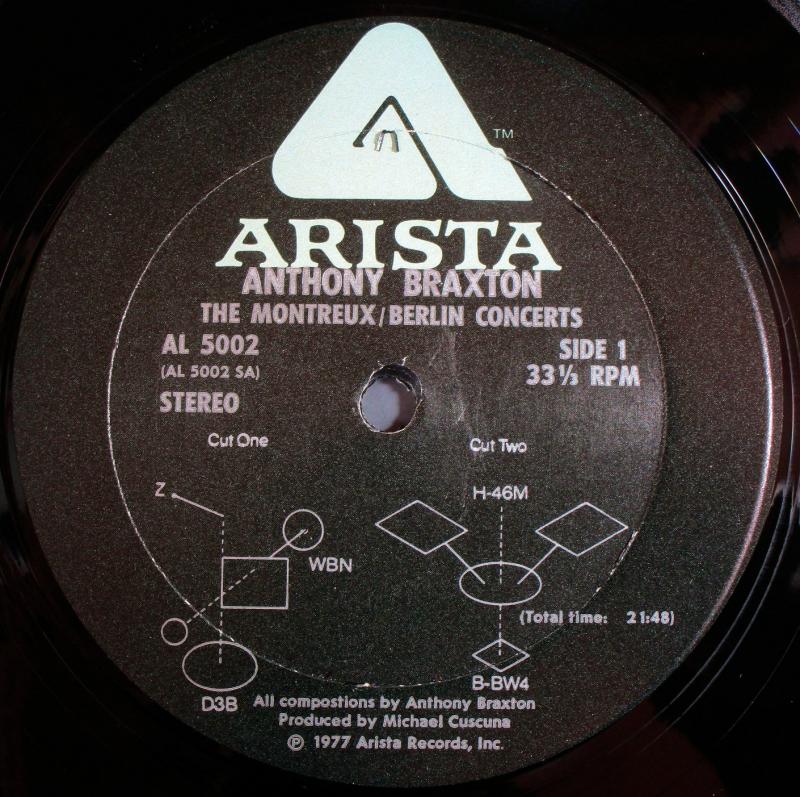 TM
ARISTA
ANTHONY BRAXTON
THE MONTREUX/BERLIN CONCERTS
AL 5002
(AL 5002 SA)
STEREO
SIDE 1
33⅓ RPM
Cut One
Cut Two
Z
H-46M
WBN
(Total time: 21:48)
D3B
B-BW4
All compostions by Anthony Braxton
Produced by Michael Cuscuna
℗ 1977 Arista Records, Inc.